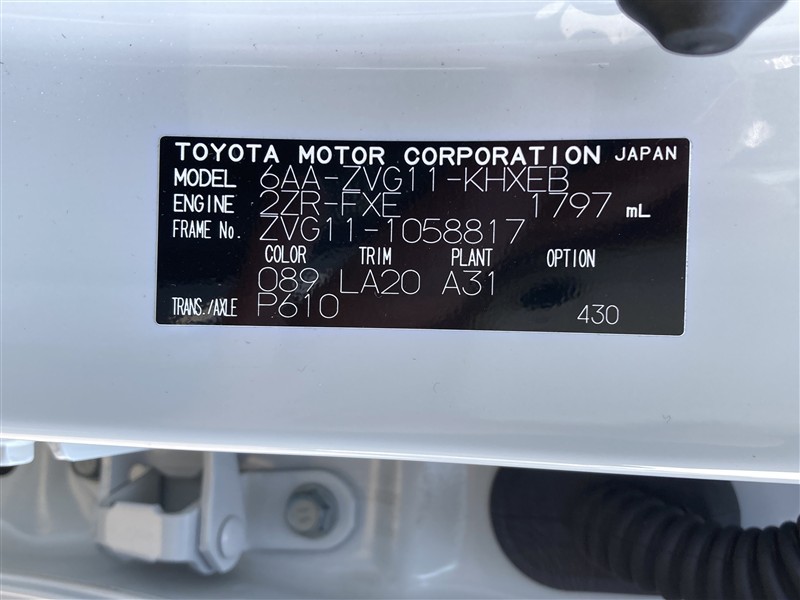 TOYOTA MOTOR CORPORATION JAPAN
MODEL 6AA-ZVG11-KHXEB
ENGINE 2ZR-FXE 1797 mL
FRAME No. ZVG11-1058817
COLOR TRIM PLANT OPTION
089 LA20 A31
TRANS./AXLE P610 430